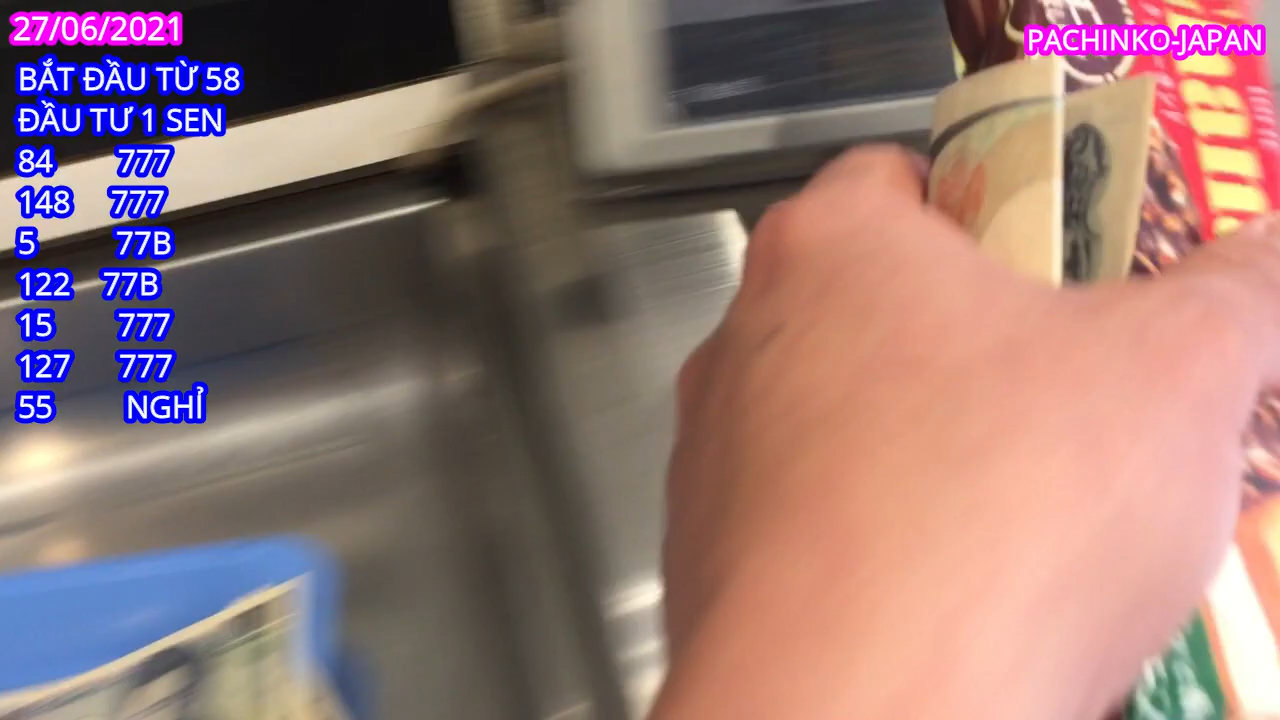 27/06/2021
PACHINKO-JAPAN
BẮT ĐẦU TỪ 58
ĐẦU TƯ 1 SEN
84 777
148 777
5 77B
122 77B
15 777
127 777
55 NGHỈ